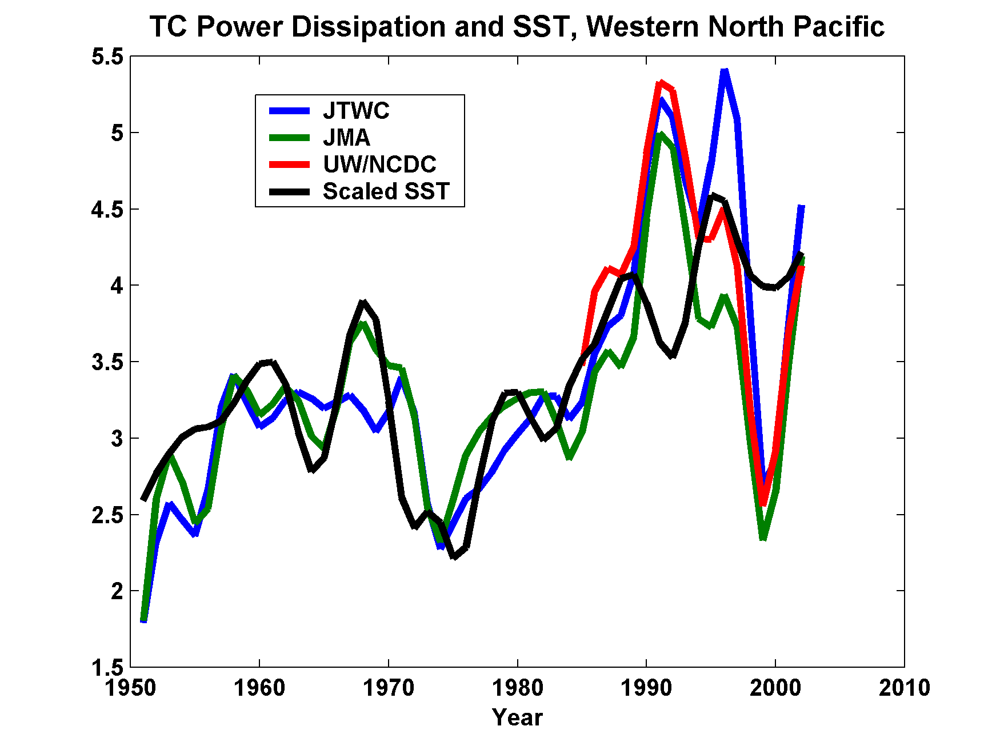 TC Power Dissipation and SST, Western North Pacific
5.5
5
4.5
4
3.5
3
2.5
2
1.5
JTWC
JMA
UW/NCDC
Scaled SST
1950 1960 1970 1980 1990 2000 2010
Year